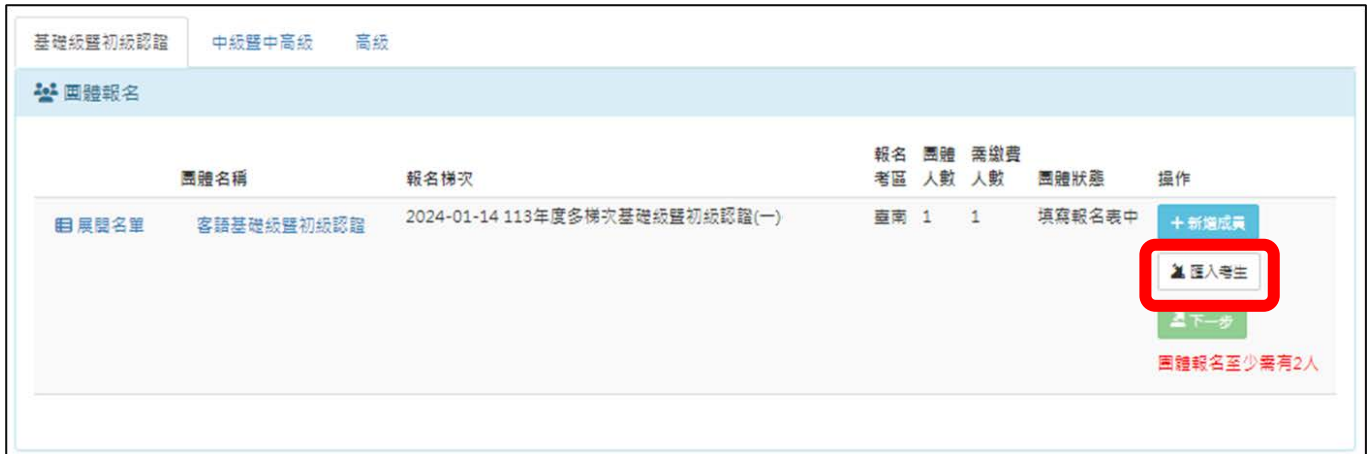 基礎級暨初級認證 中級暨中高級 高級
團體報名
團體名稱 報名梯次 報名考區 團體人數 需繳費人數 團體狀態 操作
展開名單 客語基礎級暨初級認證 2024-01-14 113年度多梯次基礎級暨初級認證(一) 臺南 1 1 填寫報名表中 +新增成員
匯入考生
下一步
團體報名至少需有2人